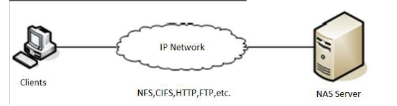 IP Network
Clients
NFS,CIFS,HTTP,FTP,etc.
NAS Server